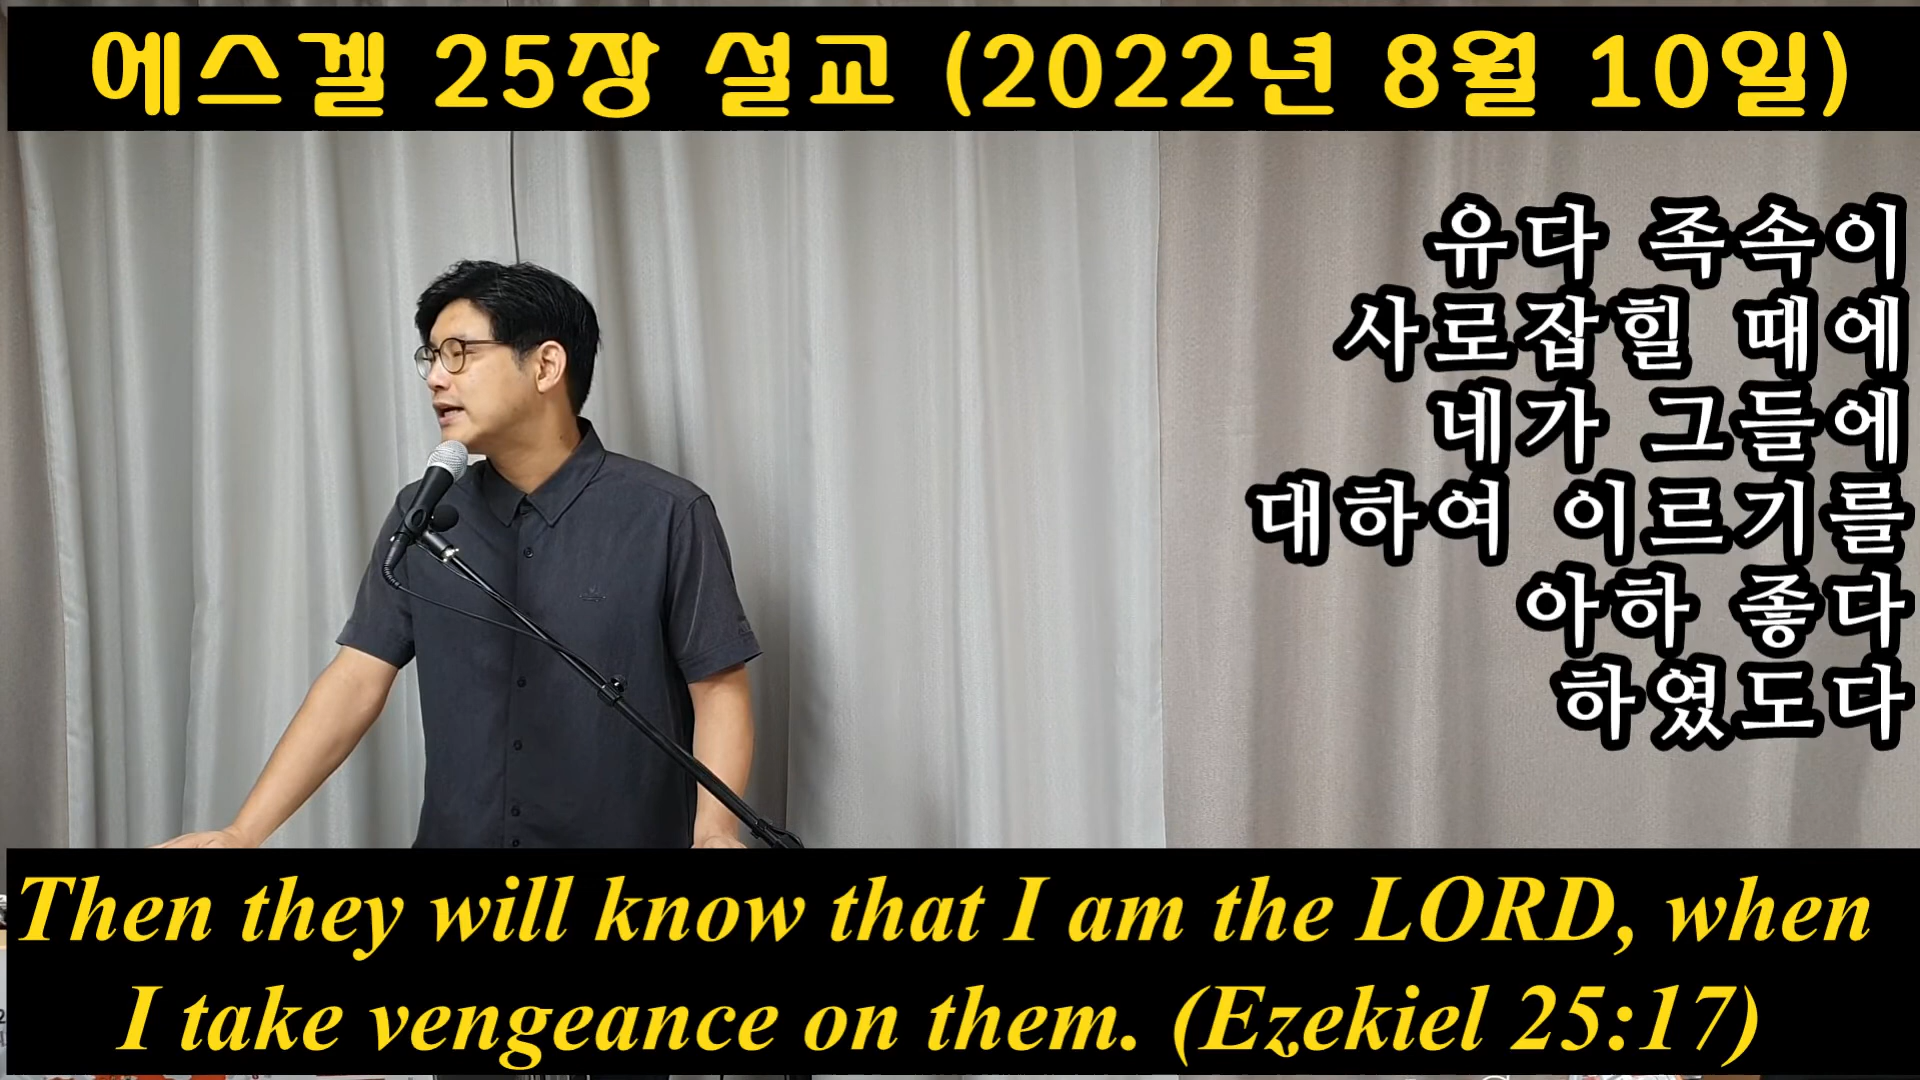 에스겔 25장 설교 (2022년 8월 10일)
유다 족속이
사로잡힐 때에
네가 그들에
대하여 이르기를
아하 좋다
하였도다
Then they will know that I am the LORD, when
I take vengeance on them. (Ezekiel 25:17)